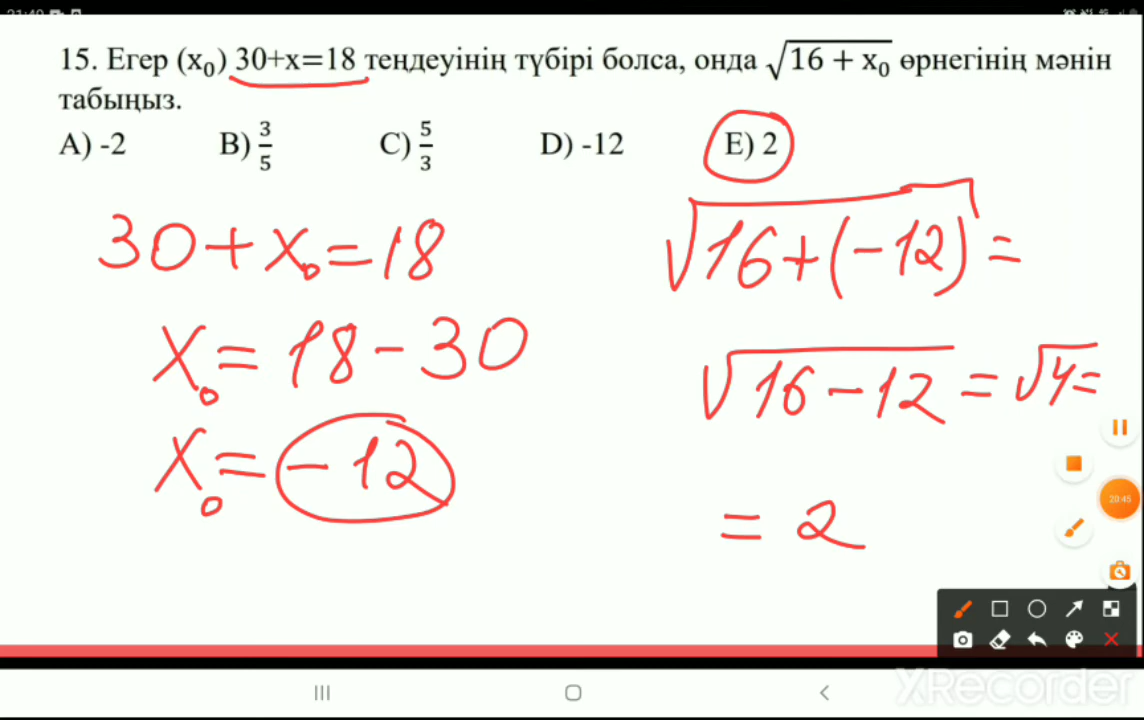 15. Егер (x₀) 30+x=18 теңдеуінің түбірі болса, онда √(16 + x₀) өрнегінің мәнін
табыңыз.
A) -2 B) 3/5 C) 5/3 D) -12 E) 2
30+x₀=18
x₀=18-30
x₀=-12
√(16+(-12))=
√(16-12)=√4=
=2
20:45
XRecorder